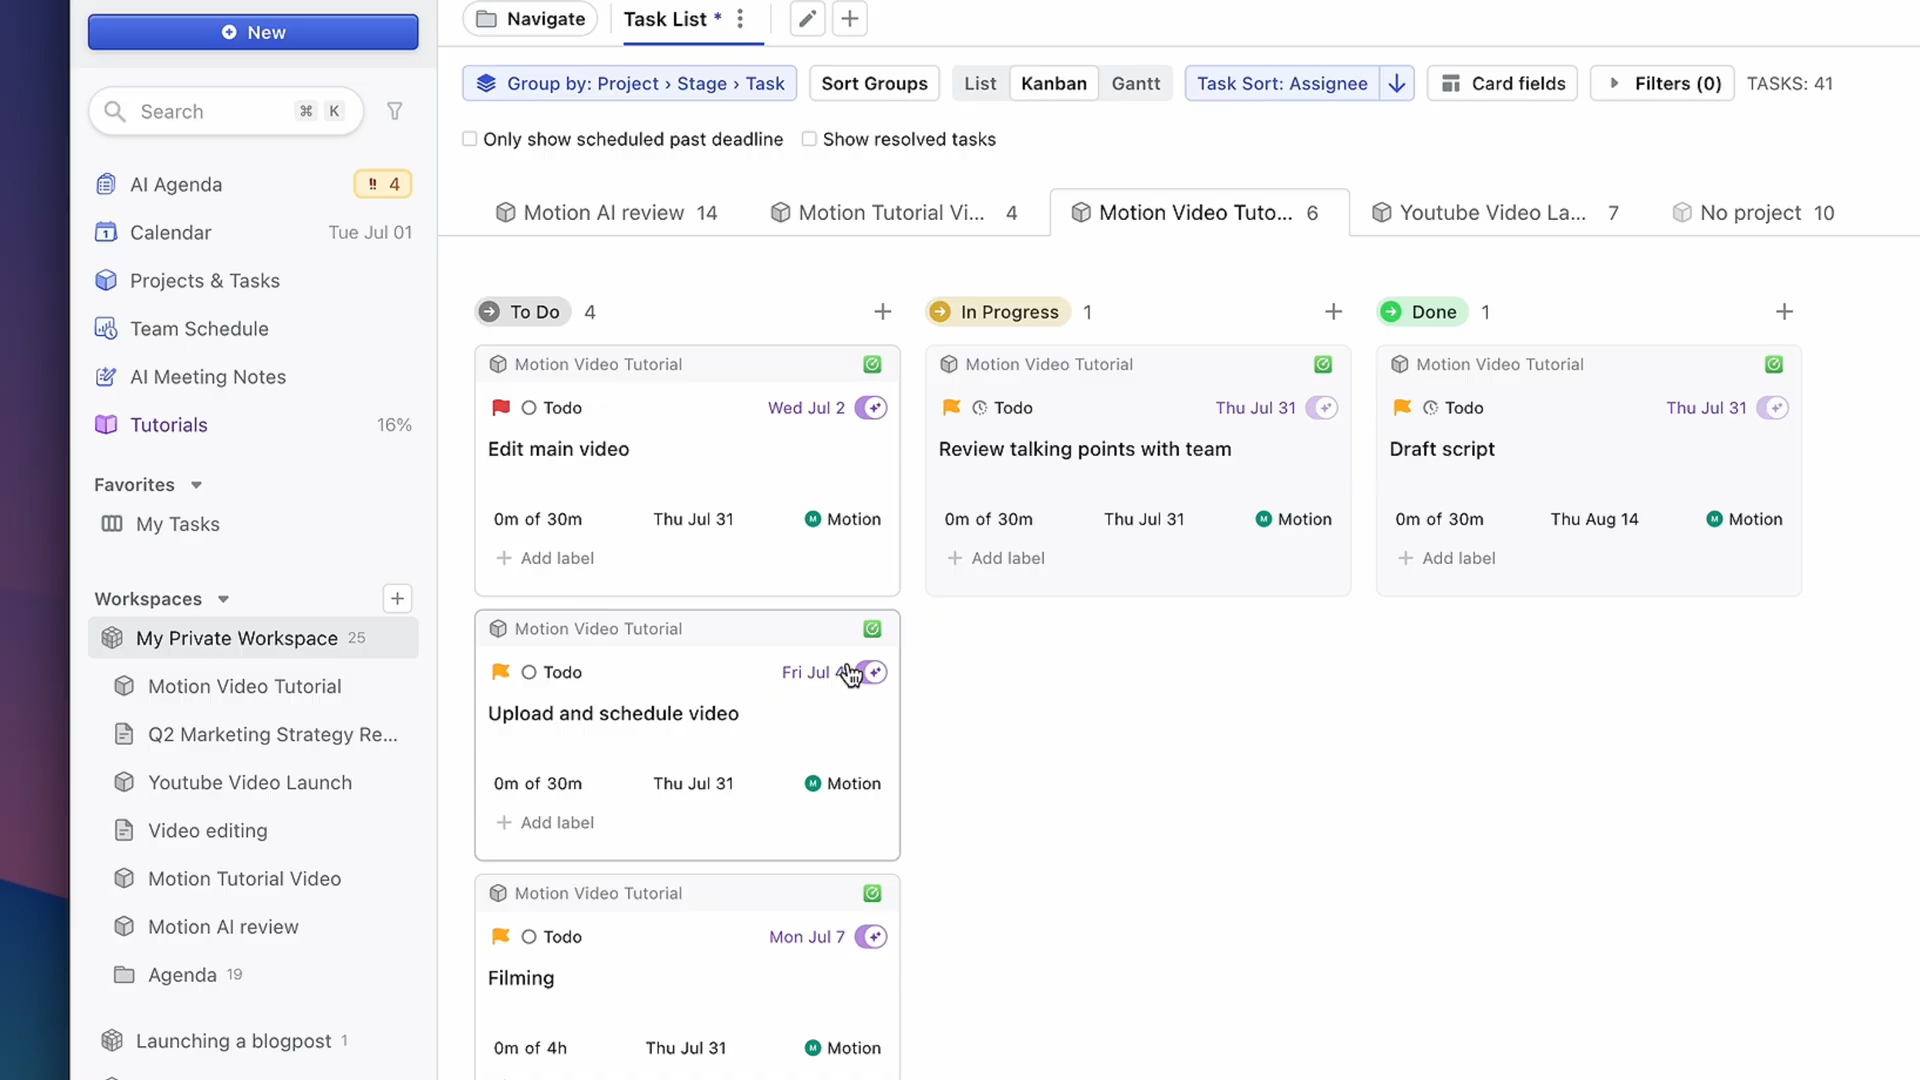 New
Search ⌘ K
AI Agenda !! 4
Calendar Tue Jul 01
Projects & Tasks
Team Schedule
AI Meeting Notes
Tutorials 16%
Favorites
My Tasks
Workspaces
My Private Workspace 25
Motion Video Tutorial
Q2 Marketing Strategy Re...
Youtube Video Launch
Video editing
Motion Tutorial Video
Motion AI review
Agenda 19
Launching a blogpost 1
Navigate Task List *
Group by: Project › Stage › Task Sort Groups List Kanban Gantt Task Sort: Assignee Card fields Filters (0) TASKS: 41
Only show scheduled past deadline Show resolved tasks
Motion AI review 14 Motion Tutorial Vi... 4 Motion Video Tuto... 6 Youtube Video La... 7 No project 10
To Do 4
Motion Video Tutorial
Todo Wed Jul 2
Edit main video
0m of 30m Thu Jul 31 M Motion
Add label
Motion Video Tutorial
Todo Fri Jul 4
Upload and schedule video
0m of 30m Thu Jul 31 M Motion
Add label
Motion Video Tutorial
Todo Mon Jul 7
Filming
0m of 4h Thu Jul 31 M Motion
In Progress 1
Motion Video Tutorial
Todo Thu Jul 31
Review talking points with team
0m of 30m Thu Jul 31 M Motion
Add label
Done 1
Motion Video Tutorial
Todo Thu Jul 31
Draft script
0m of 30m Thu Aug 14 M Motion
Add label